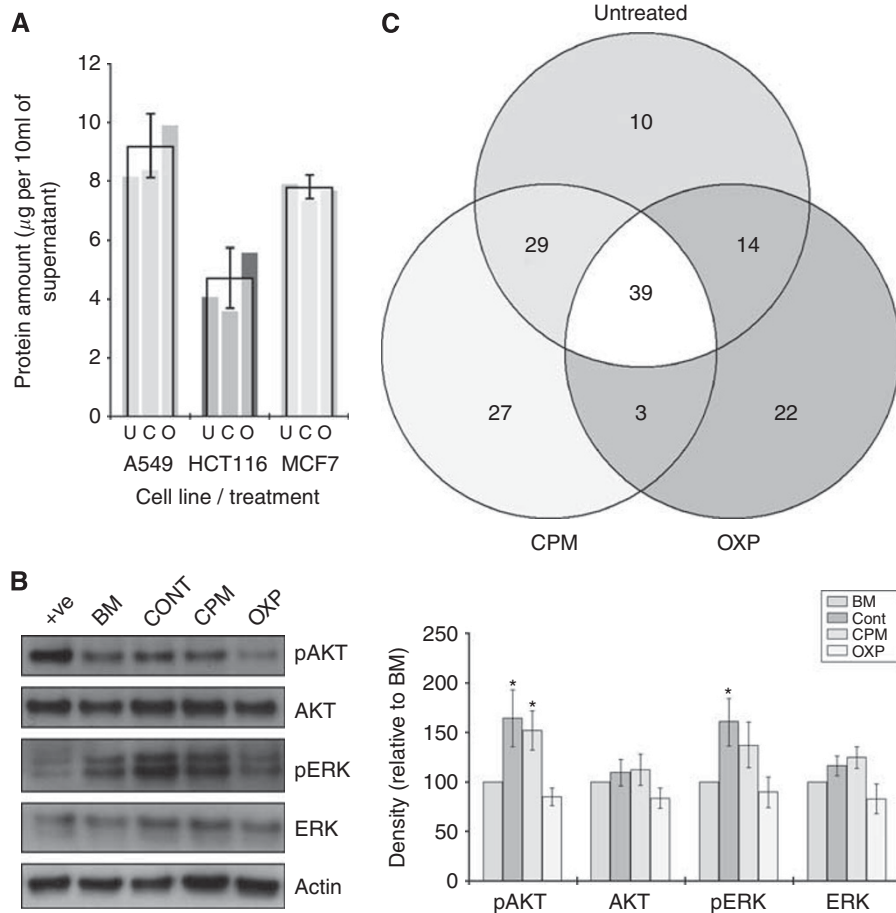 A
12
10
8
6
4
2
0
Protein amount (μg per 10ml of
supernatant)
U C O U C O U C O
A549 HCT116 MCF7
Cell line / treatment
C
Untreated
10
29
14
39
27
3
22
CPM
OXP
B
+ve BM CONT CPM OXP
pAKT
AKT
pERK
ERK
Actin
BM
Cont
CPM
OXP
250
200
150
100
50
0
Density (relative to BM)
* * *
pAKT AKT pERK ERK